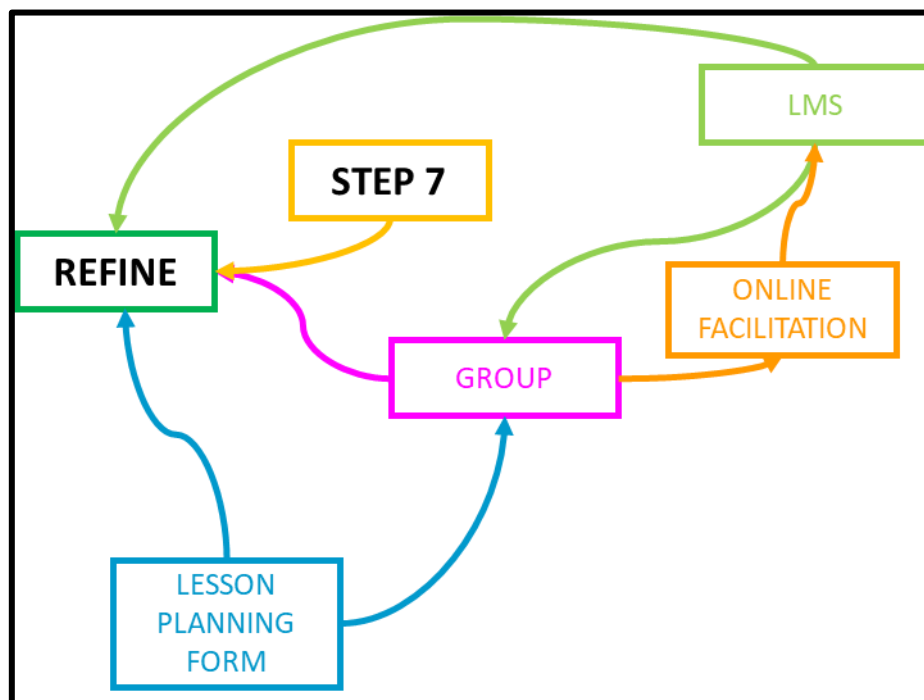 LMS
STEP 7
REFINE
ONLINE
FACILITATION
GROUP
LESSON
PLANNING
FORM